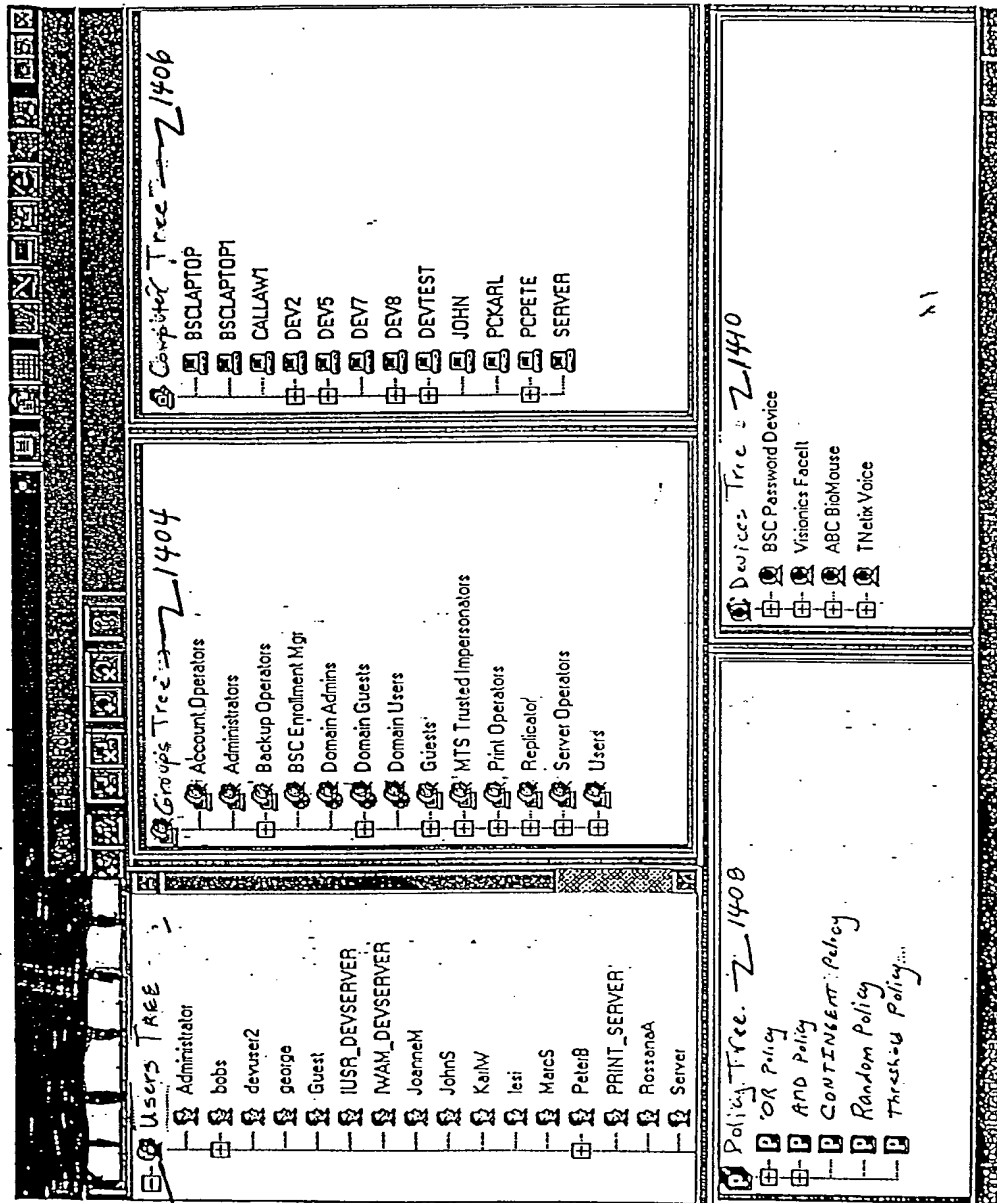 Users TREE
Administrator
bobs
devuser2
george
Guest
IUSR_DEVSERVER
IWAM_DEVSERVER
JoanneM
JohnS
KarlW
lesi
MarcS
PeterB
PRINT_SERVER
RossanaA
Server
Groups Tree 1404
Account Operators
Administrators
Backup Operators
BSC Enrollment Mgr
Domain Admins
Domain Guests
Domain Users
Guests
MTS Trusted Impersonators
Print Operators
Replicator
Server Operators
Users
Computer Tree 1406
BSCLAPTOP
BSCLAPTOP1
CALLAW1
DEV2
DEV5
DEV7
DEV8
DEVTEST
JOHN
PCKARL
PCPETE
SERVER
Policy Tree. 1408
OR Policy
AND Policy
CONTINGENT Policy
Random Policy
Threshold Policy
Devices Tree 1410
BSC Password Device
Visionics FaceIt
ABC BioMouse
TNetix Voice